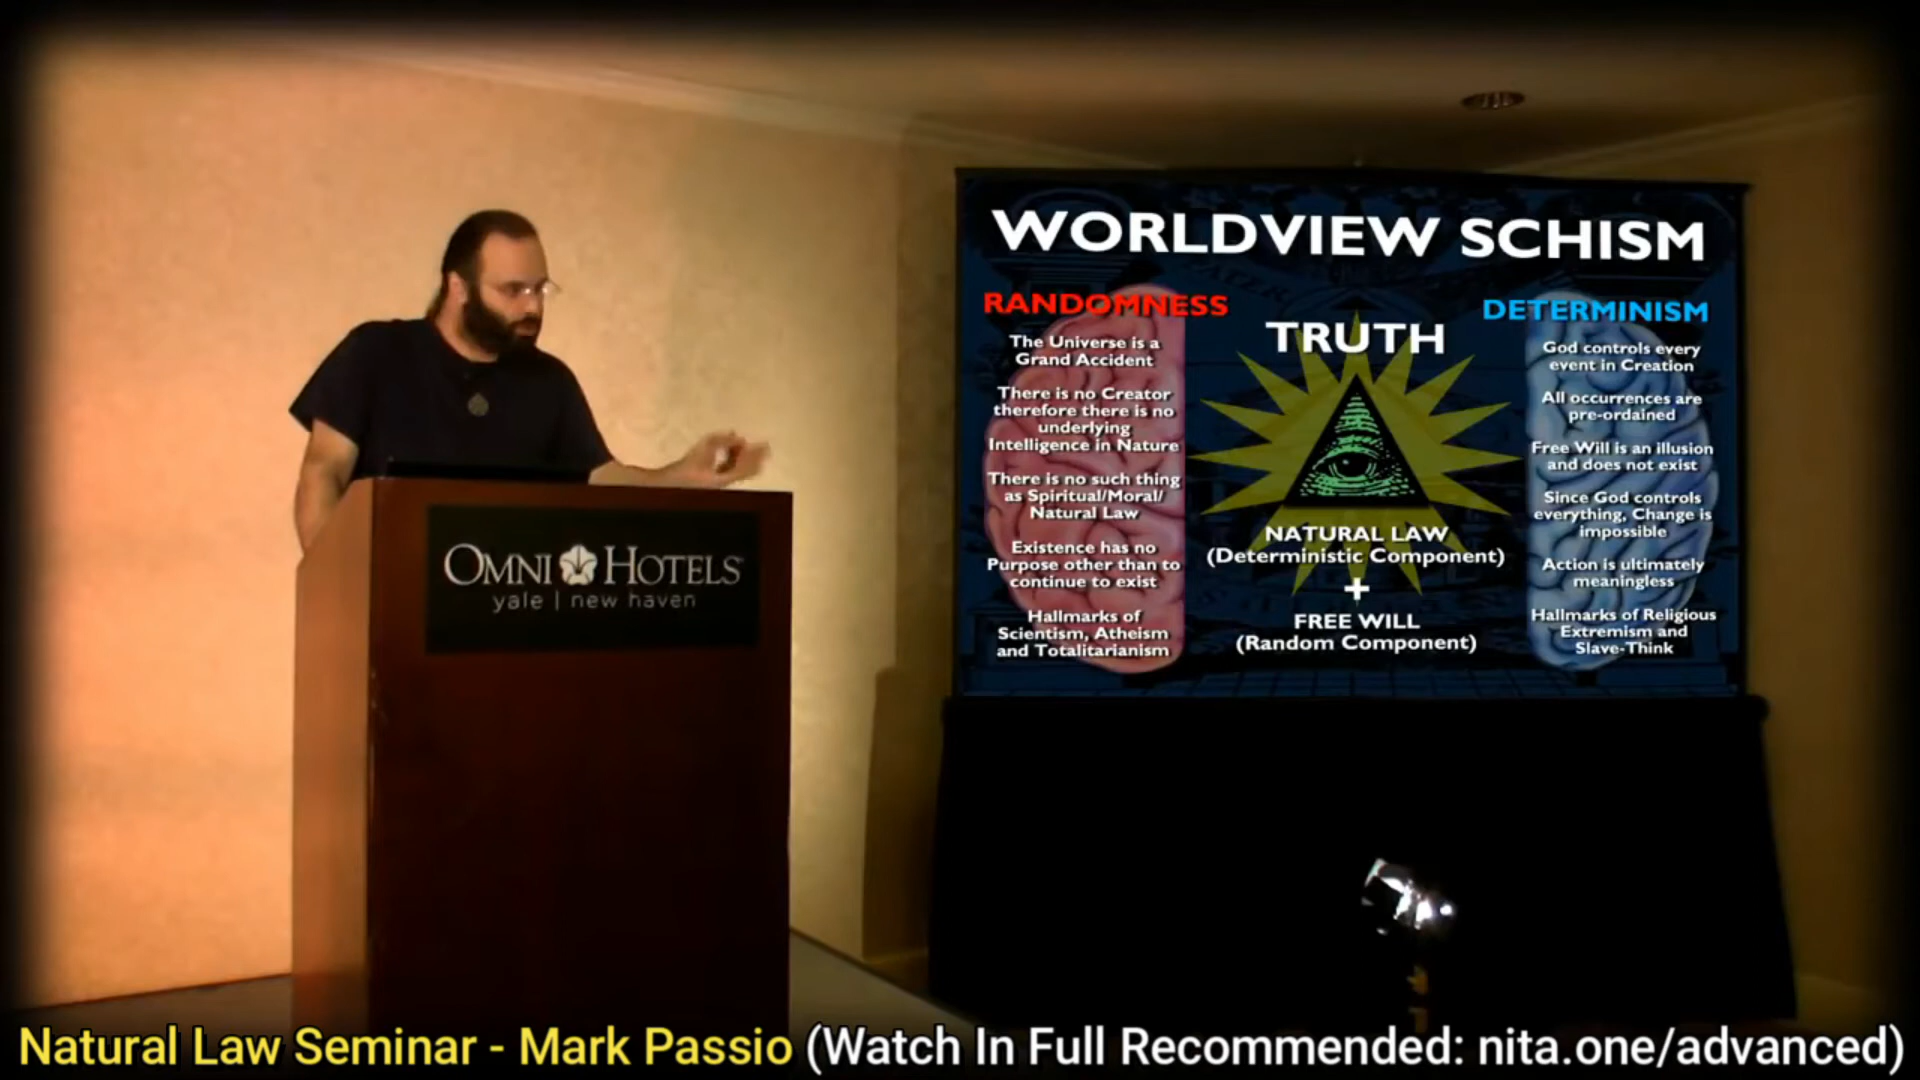 WORLDVIEW SCHISM
RANDOMNESS
The Universe is a
Grand Accident
There is no Creator
therefore there is no
underlying
Intelligence in Nature
There is no such thing
as Spiritual/Moral/
Natural Law
Existence has no
Purpose other than to
continue to exist
Hallmarks of
Scientism, Atheism
and Totalitarianism
TRUTH
NATURAL LAW
(Deterministic Component)
+
FREE WILL
(Random Component)
DETERMINISM
God controls every
event in Creation
All occurrences are
pre-ordained
Free Will is an illusion
and does not exist
Since God controls
everything, Change is
impossible
Action is ultimately
meaningless
Hallmarks of Religious
Extremism and
Slave-Think
OMNI HOTELS
yale | new haven
Natural Law Seminar - Mark Passio (Watch In Full Recommended: nita.one/advanced)